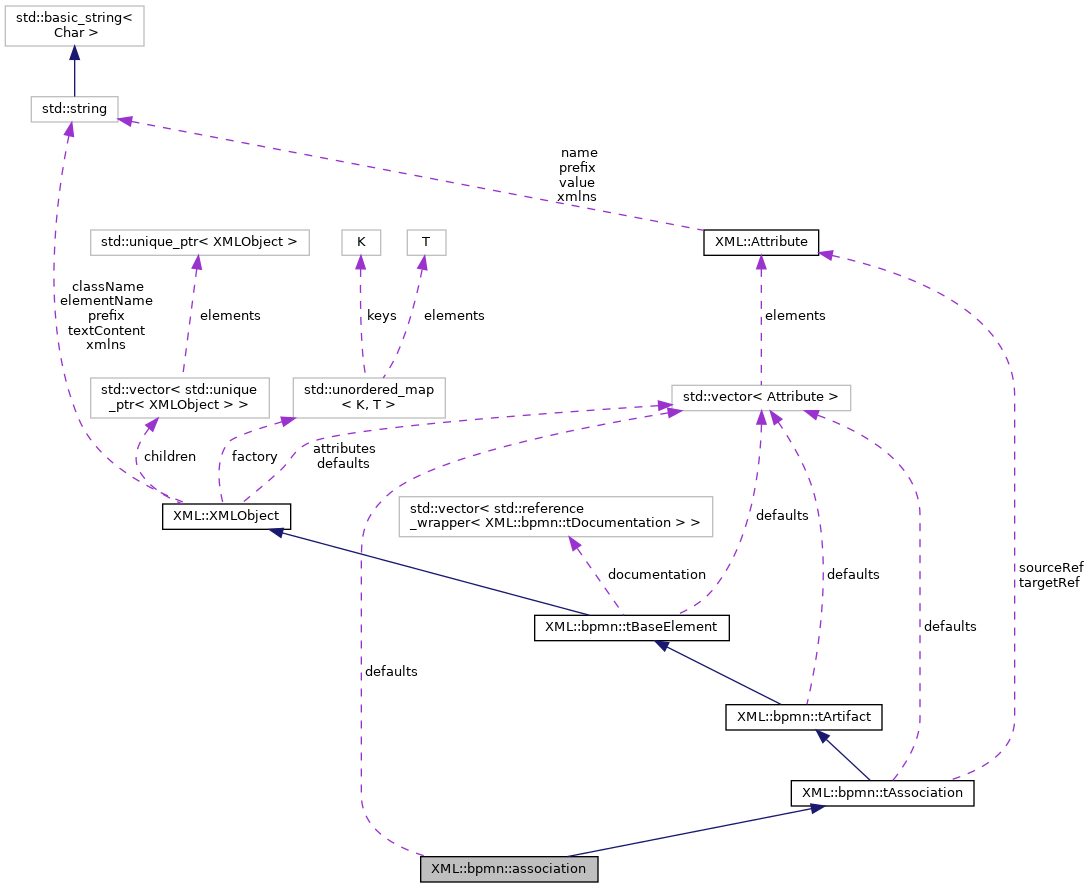 std::basic_string<
Char >
std::string
name
prefix
value
xmlns
std::unique_ptr< XMLObject >
K
T
XML::Attribute
className
elementName
prefix
textContent
xmlns
elements
keys
elements
elements
std::vector< std::unique
_ptr< XMLObject > >
std::unordered_map
< K, T >
std::vector< Attribute >
children
factory
attributes
defaults
XML::XMLObject
std::vector< std::reference
_wrapper< XML::bpmn::tDocumentation > >
defaults
documentation
defaults
sourceRef
targetRef
XML::bpmn::tBaseElement
defaults
defaults
XML::bpmn::tArtifact
XML::bpmn::tAssociation
XML::bpmn::association